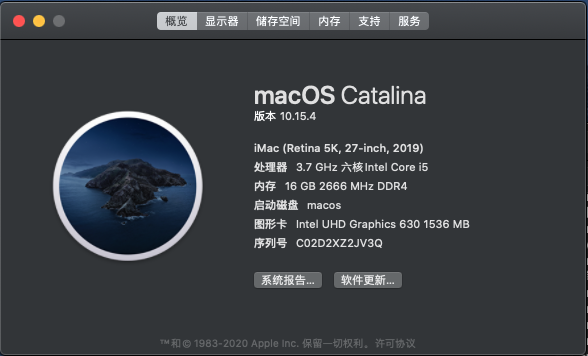 概览 显示器 储存空间 内存 支持 服务
macOS Catalina
版本 10.15.4
iMac (Retina 5K, 27-inch, 2019)
处理器 3.7 GHz 六核Intel Core i5
内存 16 GB 2666 MHz DDR4
启动磁盘 macos
图形卡 Intel UHD Graphics 630 1536 MB
序列号 C02D2XZ2JV3Q
系统报告... 软件更新...
™和© 1983-2020 Apple Inc. 保留一切权利。许可协议